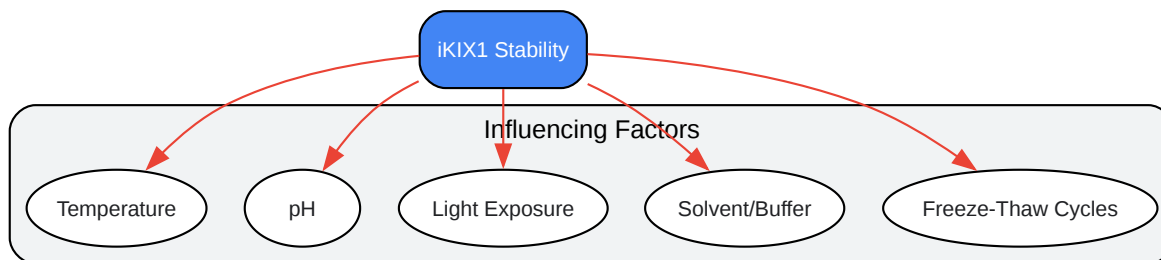 iKIX1 Stability
Influencing Factors
Temperature
pH
Light Exposure
Solvent/Buffer
Freeze-Thaw Cycles